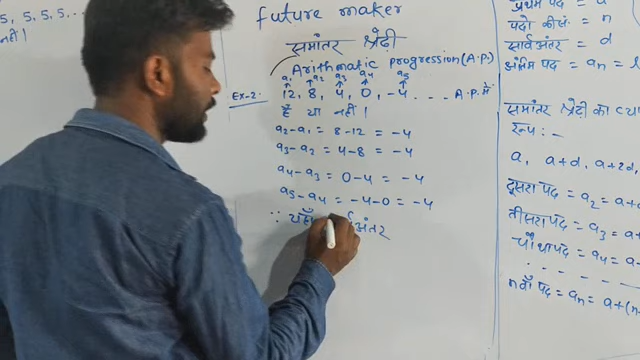 5, 5, 5, 5...
नहीं।
future maker
समांतर श्रेढ़ी
Arithmatic progression (A.P.)
a₁ a₂ a₃ a₄ a₅
Ex-2. 12, 8, 4, 0, -4 .... A.P. में
है या नहीं।
a₂-a₁ = 8-12 = -4
a₃-a₂ = 4-8 = -4
a₄-a₃ = 0-4 = -4
a₅-a₄ = -4-0 = -4
∵ अंतर
प्रथम पद = a
= n
सार्व अंतर = d
अंतिम पद = aₙ = l
समांतर श्रेढ़ी का
रूप :-
a, a+d, a+2d,
दूसरा पद = a₂ = a+
तीसरा पद = a₃ = a+
चौथा पद = a₄ = a
nवाँ पद = aₙ = a+(n